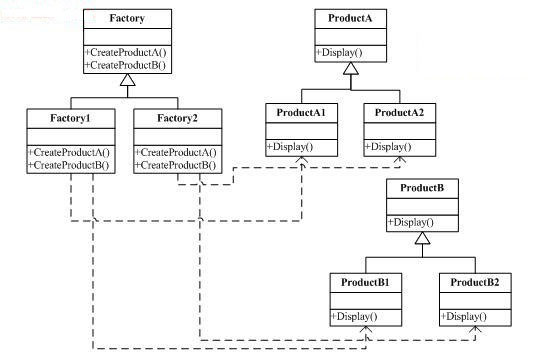 Factory
+CreateProductA()
+CreateProductB()
ProductA
+Display()
Factory1
+CreateProductA()
+CreateProductB()
Factory2
+CreateProductA()
+CreateProductB()
ProductA1
+Display()
ProductA2
+Display()
ProductB
+Display()
ProductB1
+Display()
ProductB2
+Display()